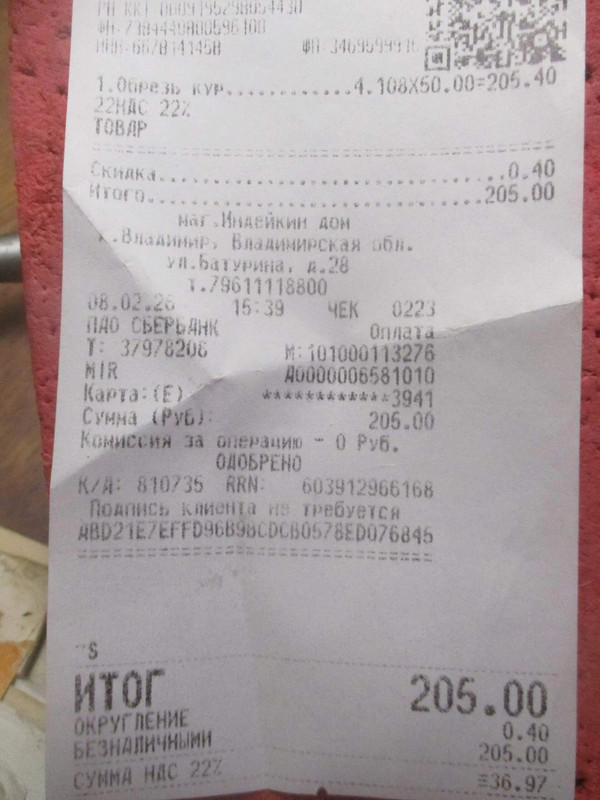 1.Обрезь кур.............4.108X50.00=205.40
22НДС 22%
ТОВАР
Скидка...........................0.40
Итого..........................205.00
маг.Индейкин дом
г.Владимир, Владимирская обл.
ул.Батурина, д.28
т.79611118800
08.02.26 15:39 ЧЕК 0223
ПАО СБЕРБАНК Оплата
Т: 37978208 М:101000113276
MIR A0000006581010
Карта:(E) ************3941
Сумма (Руб): 205.00
Комиссия за операцию - 0 Руб.
ОДОБРЕНО
К/А: 810735 RRN: 603912966168
Подпись клиента не требуется
ABD21E7EFFD96B9BCDCB0578ED076845
ИТОГ 205.00
ОКРУГЛЕНИЕ 0.40
БЕЗНАЛИЧНЫМИ 205.00
СУММА НДС 22% =36.97